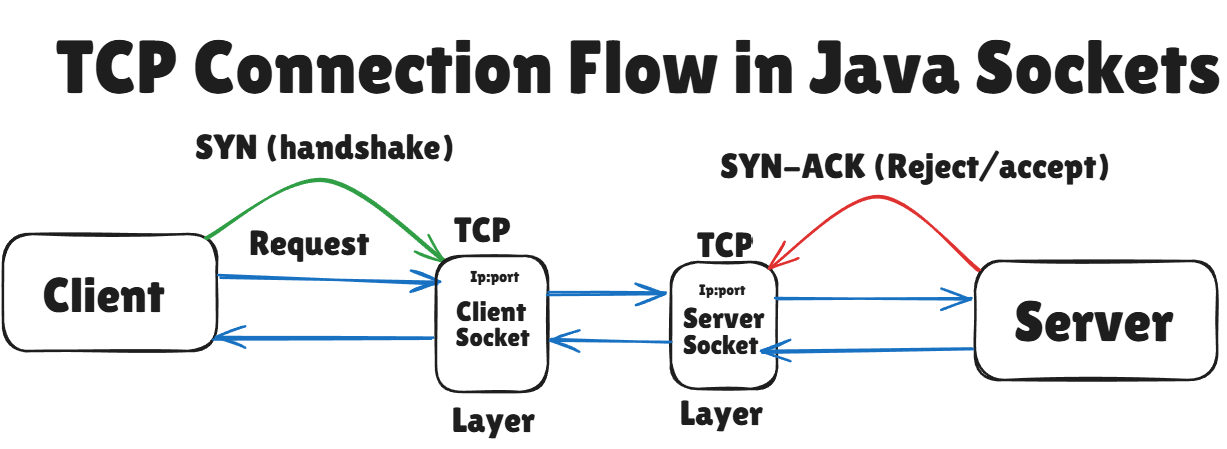 TCP Connection Flow in Java Sockets
SYN (handshake)
SYN-ACK (Reject/accept)
Request
TCP
TCP
Client
Ip:port
Client
Socket
Ip:port
Server
Socket
Server
Layer
Layer